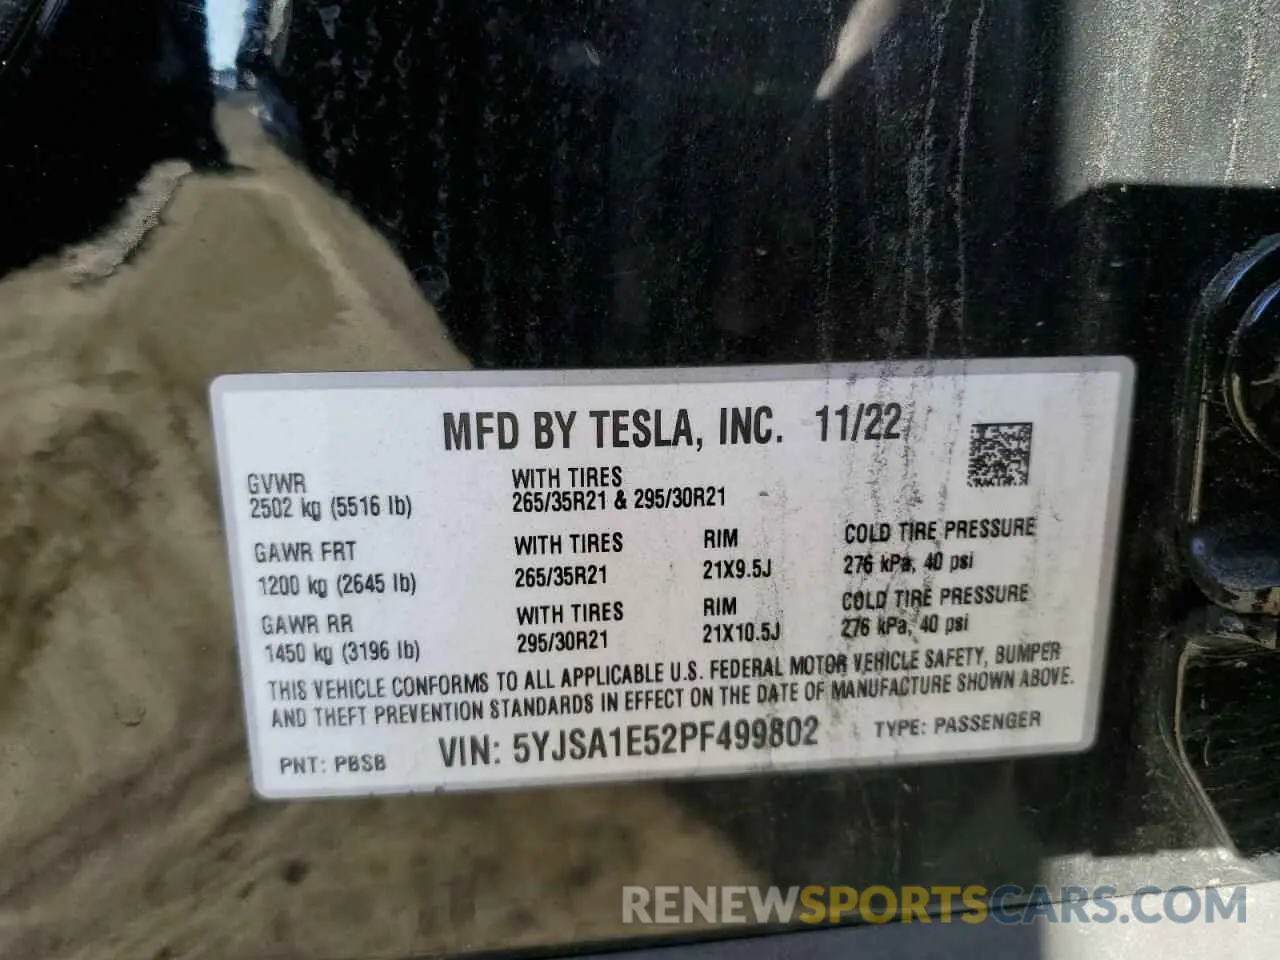 MFD BY TESLA, INC. 11/22
GVWR
2502 kg (5516 lb)
WITH TIRES
265/35R21 & 295/30R21
GAWR FRT
1200 kg (2645 lb)
WITH TIRES
265/35R21
RIM
21X9.5J
COLD TIRE PRESSURE
276 kPa, 40 psi
GAWR RR
1450 kg (3196 lb)
WITH TIRES
295/30R21
RIM
21X10.5J
COLD TIRE PRESSURE
276 kPa, 40 psi
THIS VEHICLE CONFORMS TO ALL APPLICABLE U.S. FEDERAL MOTOR VEHICLE SAFETY, BUMPER
AND THEFT PREVENTION STANDARDS IN EFFECT ON THE DATE OF MANUFACTURE SHOWN ABOVE.
PNT: PBSB VIN: 5YJSA1E52PF499802 TYPE: PASSENGER
RENEWSPORTSCARS.COM